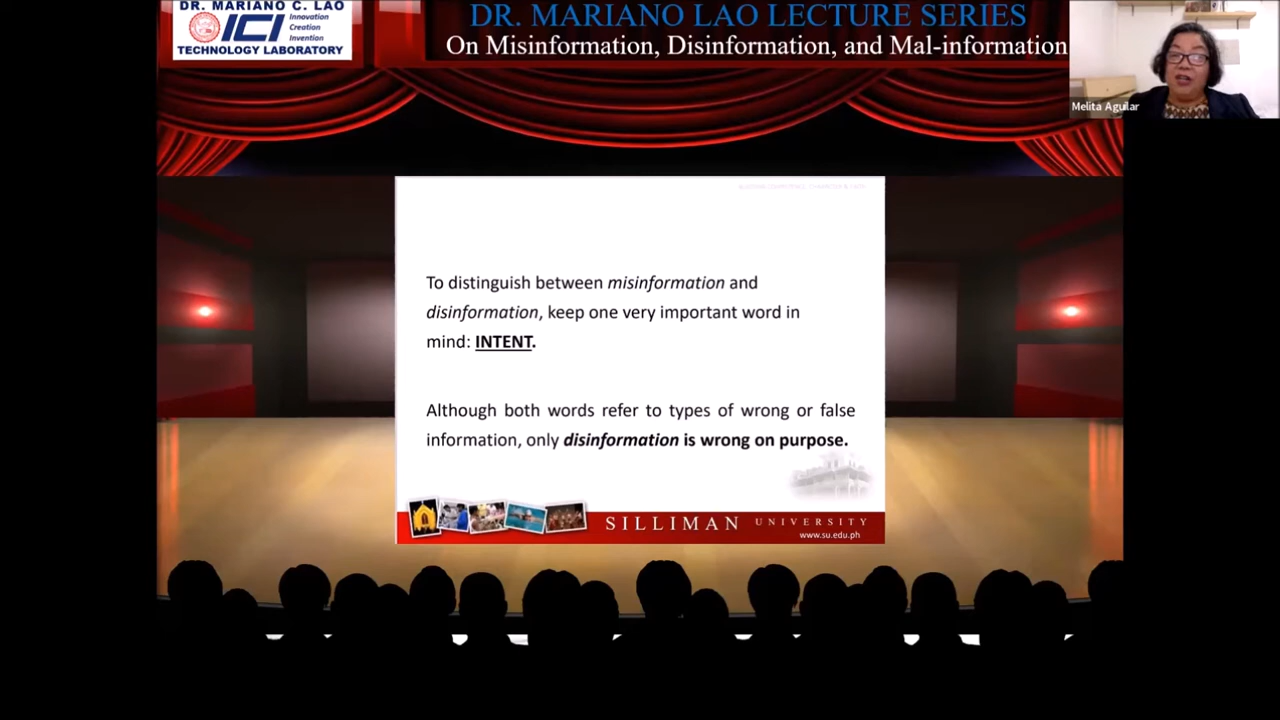 DR. MARIANO C. LAO
ICI
Innovation
Creation
Invention
TECHNOLOGY LABORATORY
DR. MARIANO LAO LECTURE SERIES
On Misinformation, Disinformation, and Mal-information
Melita Aguilar
To distinguish between misinformation and
disinformation, keep one very important word in
mind: INTENT.
Although both words refer to types of wrong or false
information, only disinformation is wrong on purpose.
SILLIMAN UNIVERSITY
www.su.edu.ph